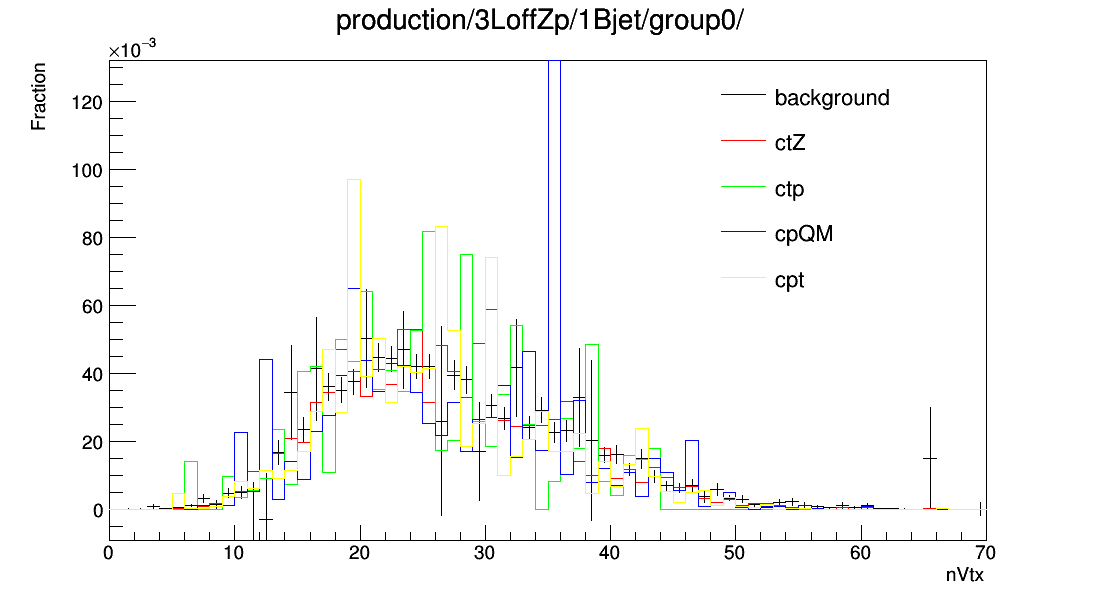 production/3LoffZp/1Bjet/group0/
×10⁻³
Fraction
120
100
80
60
40
20
0
background
ctZ
ctp
cpQM
cpt
0 10 20 30 40 50 60 70
nVtx